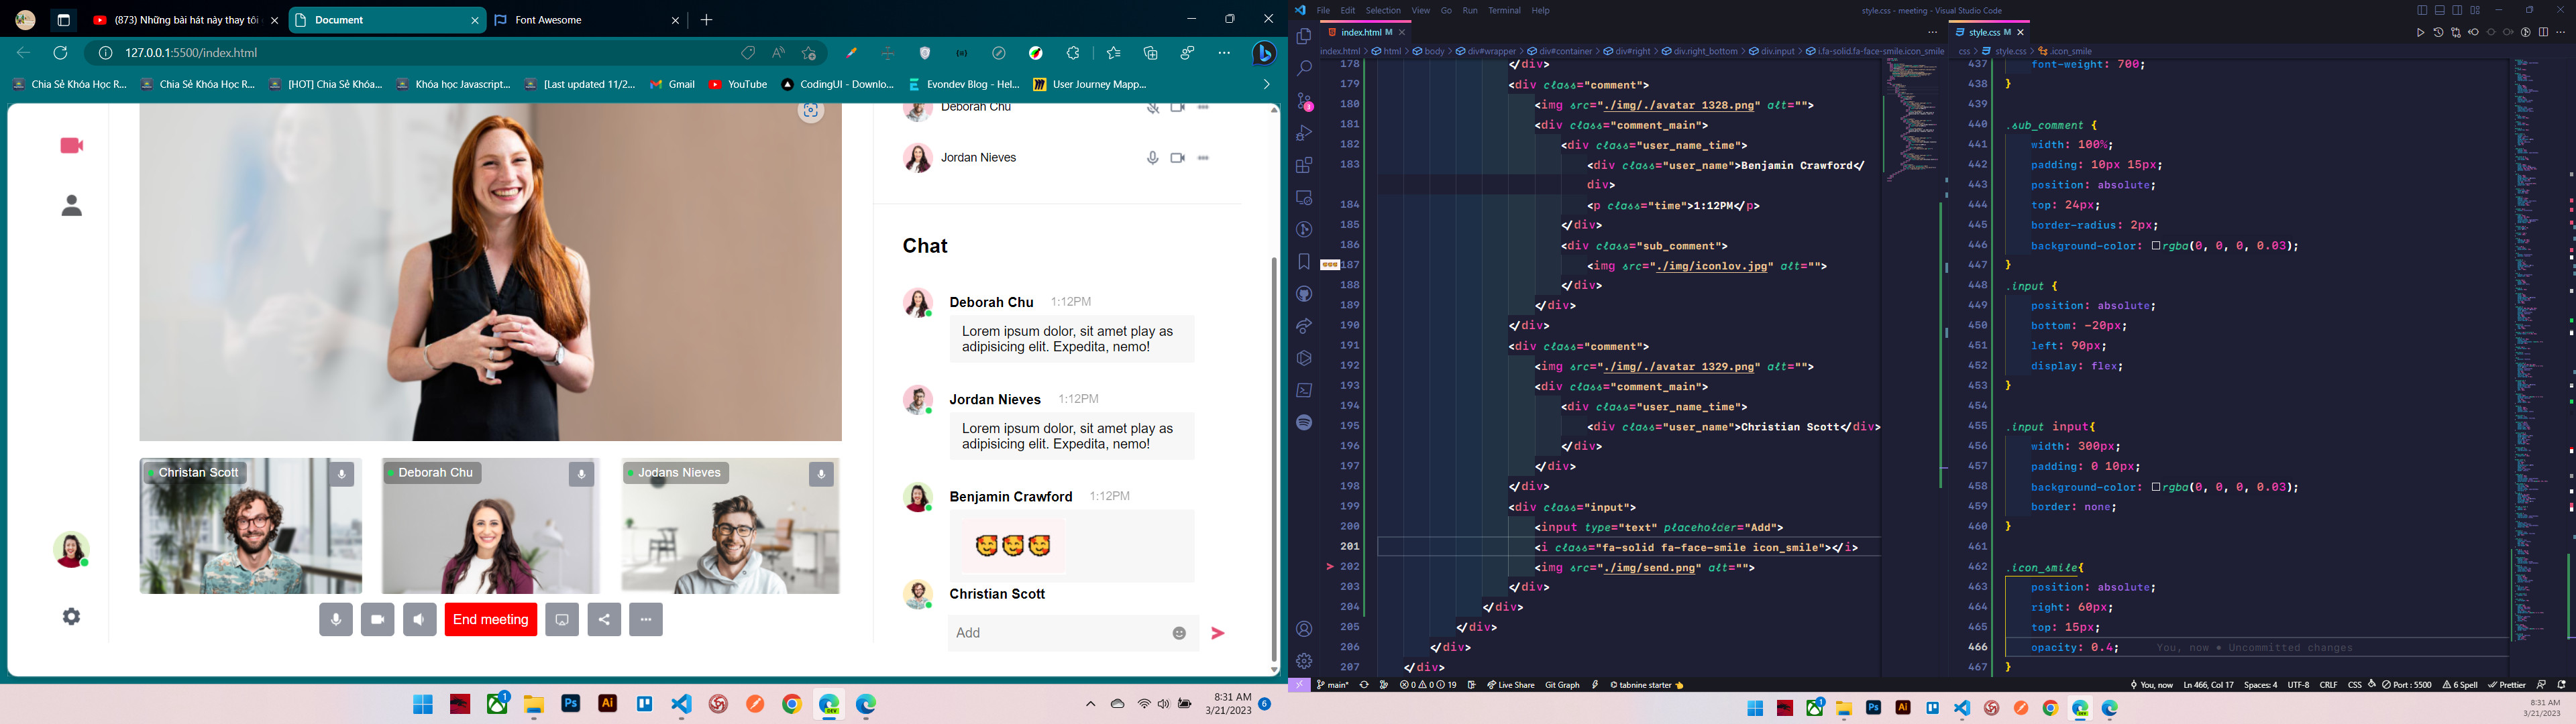 (873) Những bài hát này thay tôi
Document
Font Awesome
127.0.0.1:5500/index.html
Chia Sẻ Khóa Học R...
Chia Sẻ Khóa Học R...
[HOT] Chia Sẻ Khóa...
Khóa học Javascript...
[Last updated 11/2...
Gmail
YouTube
CodingUI - Downlo...
Evondev Blog - Hel...
User Journey Mapp...
Deborah Chu
Jordan Nieves
Chat
Deborah Chu 1:12PM
Lorem ipsum dolor, sit amet play as
adipisicing elit. Expedita, nemo!
Jordan Nieves 1:12PM
Lorem ipsum dolor, sit amet play as
adipisicing elit. Expedita, nemo!
Benjamin Crawford 1:12PM
Christian Scott
Add
Christan Scott
Deborah Chu
Jodans Nieves
End meeting
8:31 AM
3/21/2023
6
File Edit Selection View Go Run Terminal Help
style.css - meeting - Visual Studio Code
index.html M
index.html > html > body > div#wrapper > div#container > div#right > div.right_bottom > div.input > i.fa-solid.fa-face-smile.icon_smile
178 </div>
179 <div class="comment">
180 <img src="./img/./avatar 1328.png" alt="">
181 <div class="comment_main">
182 <div class="user_name_time">
183 <div class="user_name">Benjamin Crawford</
div>
184 <p class="time">1:12PM</p>
185 </div>
186 <div class="sub_comment">
187 <img src="./img/iconlov.jpg" alt="">
188 </div>
189 </div>
190 </div>
191 <div class="comment">
192 <img src="./img/./avatar 1329.png" alt="">
193 <div class="comment_main">
194 <div class="user_name_time">
195 <div class="user_name">Christian Scott</div>
196 </div>
197 </div>
198 </div>
199 <div class="input">
200 <input type="text" placeholder="Add">
201 <i class="fa-solid fa-face-smile icon_smile"></i>
202 <img src="./img/send.png" alt="">
203 </div>
204 </div>
205 </div>
206 </div>
207 </div>
style.css M
css > style.css > .icon_smile
437 font-weight: 700;
438 }
439
440 .sub_comment {
441 width: 100%;
442 padding: 10px 15px;
443 position: absolute;
444 top: 24px;
445 border-radius: 2px;
446 background-color: rgba(0, 0, 0, 0.03);
447 }
448 .input {
449 position: absolute;
450 bottom: -20px;
451 left: 90px;
452 display: flex;
453 }
454
455 .input input{
456 width: 300px;
457 padding: 0 10px;
458 background-color: rgba(0, 0, 0, 0.03);
459 border: none;
460 }
461
462 .icon_smile{
463 position: absolute;
464 right: 60px;
465 top: 15px;
466 opacity: 0.4; You, now • Uncommitted changes
467 }
main* 0 0 19 Live Share Git Graph tabnine starter
You, now Ln 466, Col 17 Spaces: 4 UTF-8 CRLF CSS Port : 5500 6 Spell Prettier
8:31 AM
3/21/2023